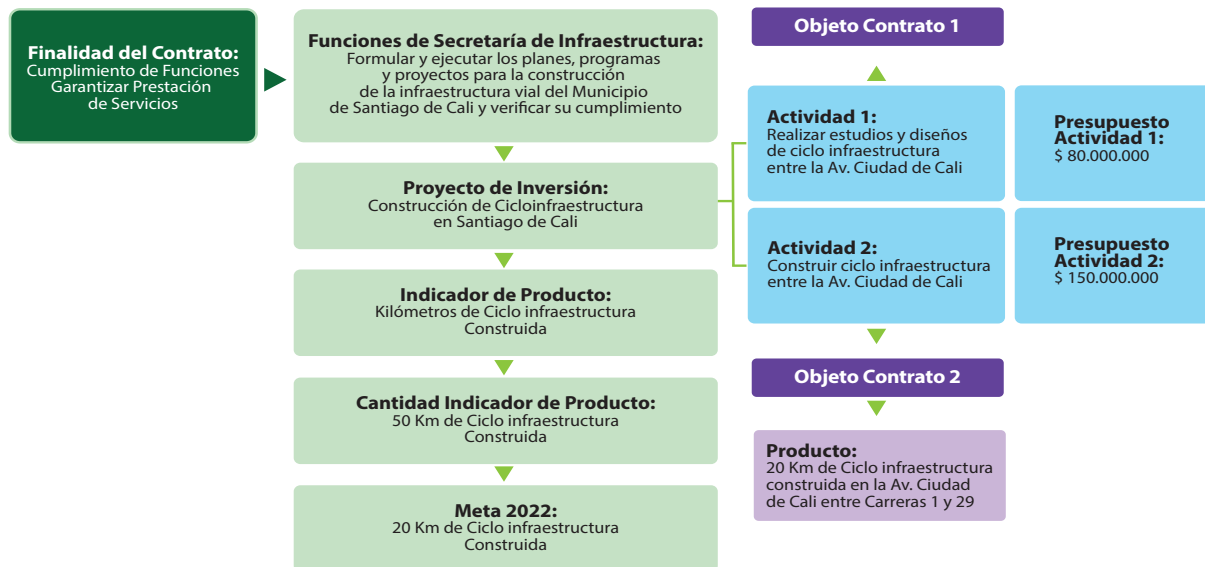 Finalidad del Contrato:
Cumplimiento de Funciones
Garantizar Prestación
de Servicios
Funciones de Secretaría de Infraestructura:
Formular y ejecutar los planes, programas
y proyectos para la construcción
de la infraestructura vial del Municipio
de Santiago de Cali y verificar su cumplimiento
Proyecto de Inversión:
Construcción de Cicloinfraestructura
en Santiago de Cali
Indicador de Producto:
Kilómetros de Ciclo infraestructura
Construida
Cantidad Indicador de Producto:
50 Km de Ciclo infraestructura
Construida
Meta 2022:
20 Km de Ciclo infraestructura
Construida
Objeto Contrato 1
Actividad 1:
Realizar estudios y diseños
de ciclo infraestructura
entre la Av. Ciudad de Cali
Presupuesto
Actividad 1:
$ 80.000.000
Actividad 2:
Construir ciclo infraestructura
entre la Av. Ciudad de Cali
Presupuesto
Actividad 2:
$ 150.000.000
Objeto Contrato 2
Producto:
20 Km de Ciclo infraestructura
construida en la Av. Ciudad
de Cali entre Carreras 1 y 29